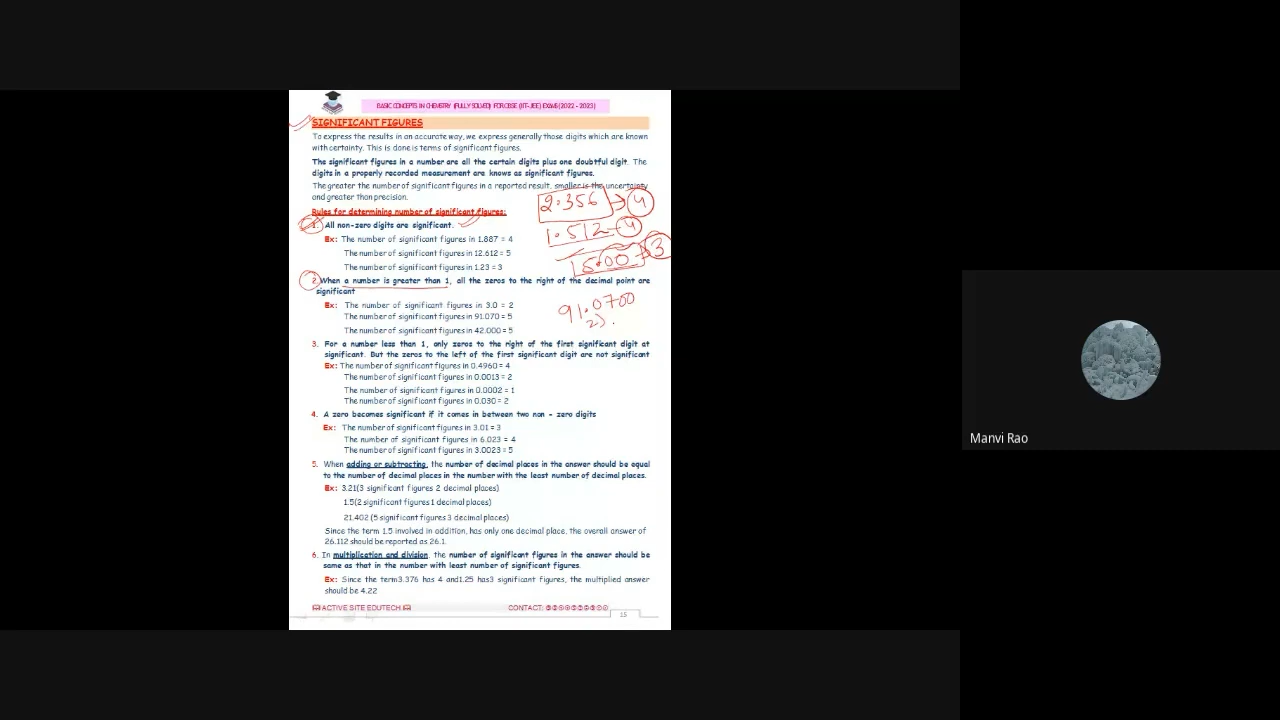 BASIC CONCEPTS IN CHEMISTRY (FULLY SOLVED) FOR CBSE (IIT-JEE) EXAMS (2022 - 2023)
SIGNIFICANT FIGURES
To express the results in an accurate way, we express generally those digits which are known
with certainty. This is done is terms of significant figures.
The significant figures in a number are all the certain digits plus one doubtful digit. The
digits in a properly recorded measurement are knows as significant figures.
The greater the number of significant figures in a reported result, smaller is the uncertainty
and greater than precision.
2.356 → 4
Rules for determining number of significant figures:
1. All non-zero digits are significant.
1.512 - 4
Ex: The number of significant figures in 1.887 = 4
The number of significant figures in 12.612 = 5
5.00 → 3
The number of significant figures in 1.23 = 3
2. When a number is greater than 1, all the zeros to the right of the decimal point are
significant
Ex: The number of significant figures in 3.0 = 2
91.0700
The number of significant figures in 91.070 = 5
The number of significant figures in 42.000 = 5
3. For a number less than 1, only zeros to the right of the first significant digit at
significant. But the zeros to the left of the first significant digit are not significant
Ex: The number of significant figures in 0.4960 = 4
The number of significant figures in 0.0013 = 2
The number of significant figures in 0.0002 = 1
The number of significant figures in 0.030 = 2
4. A zero becomes significant if it comes in between two non - zero digits
Ex: The number of significant figures in 3.01 = 3
The number of significant figures in 6.023 = 4
The number of significant figures in 3.0023 = 5
5. When adding or subtracting, the number of decimal places in the answer should be equal
to the number of decimal places in the number with the least number of decimal places.
Ex: 3.21(3 significant figures 2 decimal places)
1.5(2 significant figures 1 decimal places)
21.402 (5 significant figures 3 decimal places)
Since the term 1.5 involved in addition, has only one decimal place, the overall answer of
26.112 should be reported as 26.1.
6. In multiplication and division, the number of significant figures in the answer should be
same as that in the number with least number of significant figures.
Ex: Since the term3.376 has 4 and1.25 has3 significant figures, the multiplied answer
should be 4.22
ACTIVE SITE EDUTECH
CONTACT:
15
Manvi Rao